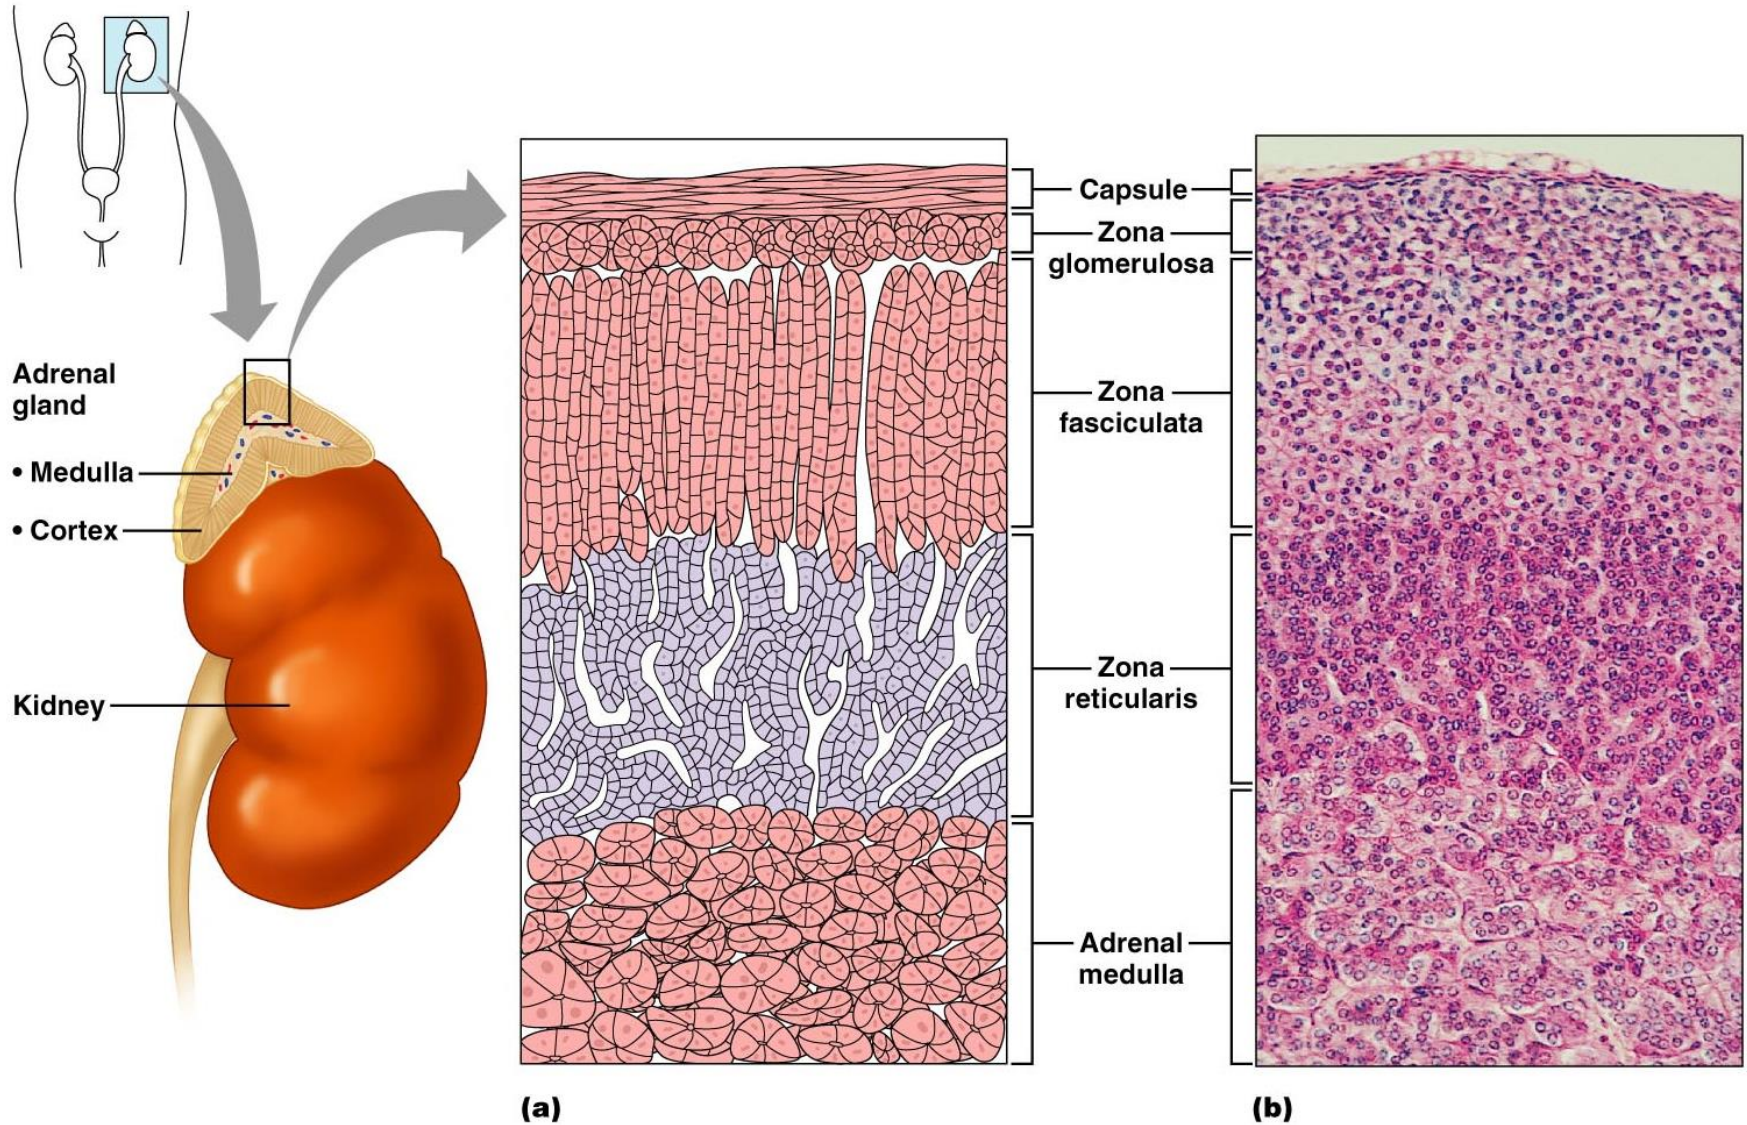 Adrenal
gland
• Medulla
• Cortex
Kidney
Capsule
Zona
glomerulosa
Zona
fasciculata
Zona
reticularis
Adrenal
medulla
(a)
(b)